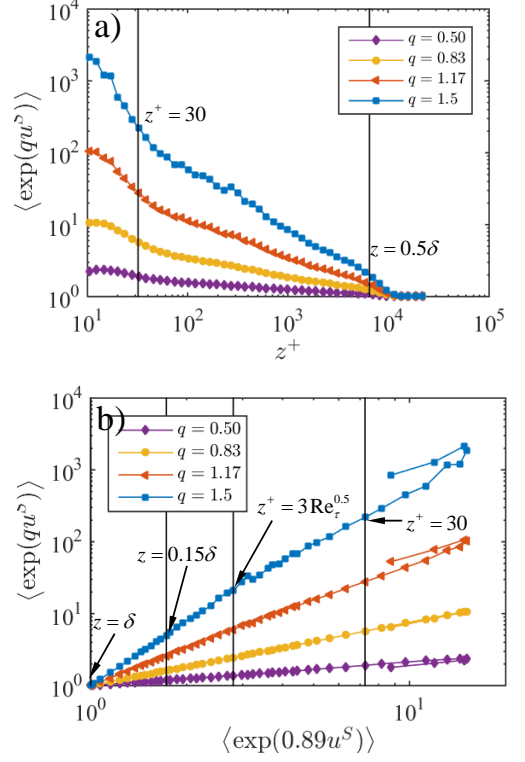 a)
10^4
10^3
10^2
10^1
10^0
⟨exp(qu^S)⟩
q = 0.50
q = 0.83
q = 1.17
q = 1.5
z^+ = 30
z = 0.5δ
10^1
10^2
10^3
10^4
10^5
z^+
b)
10^4
10^3
10^2
10^1
10^0
⟨exp(qu^S)⟩
q = 0.50
q = 0.83
q = 1.17
q = 1.5
z^+ = 3Re_τ^0.5
z^+ = 30
z = 0.15δ
z = δ
10^0
10^1
⟨exp(0.89u^S)⟩